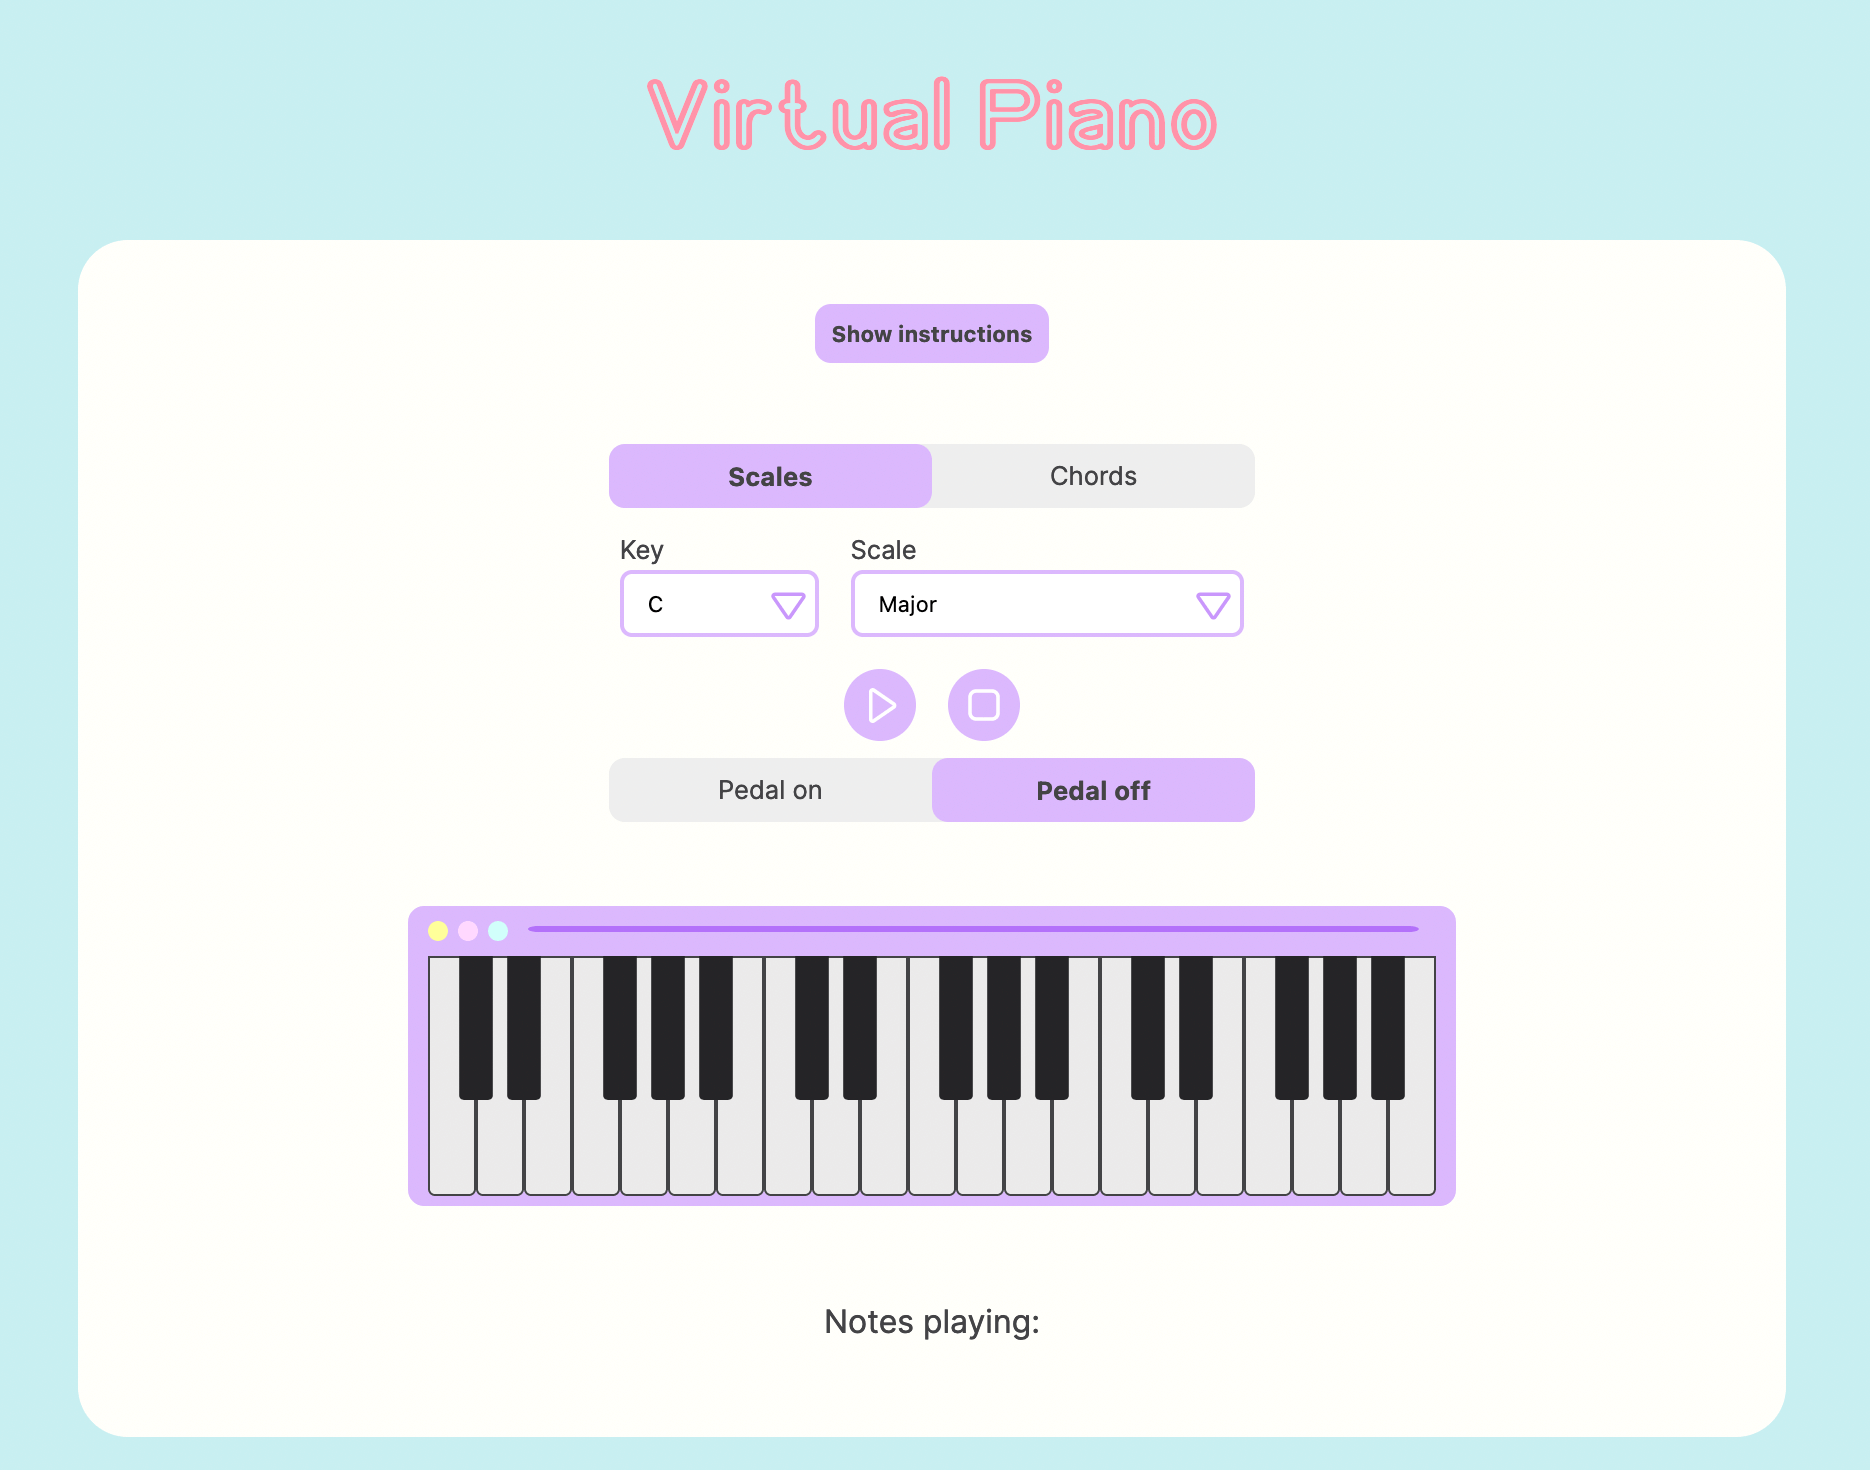 Virtual Piano
Show instructions
Scales Chords
Key Scale
C Major
Pedal on Pedal off
Notes playing: